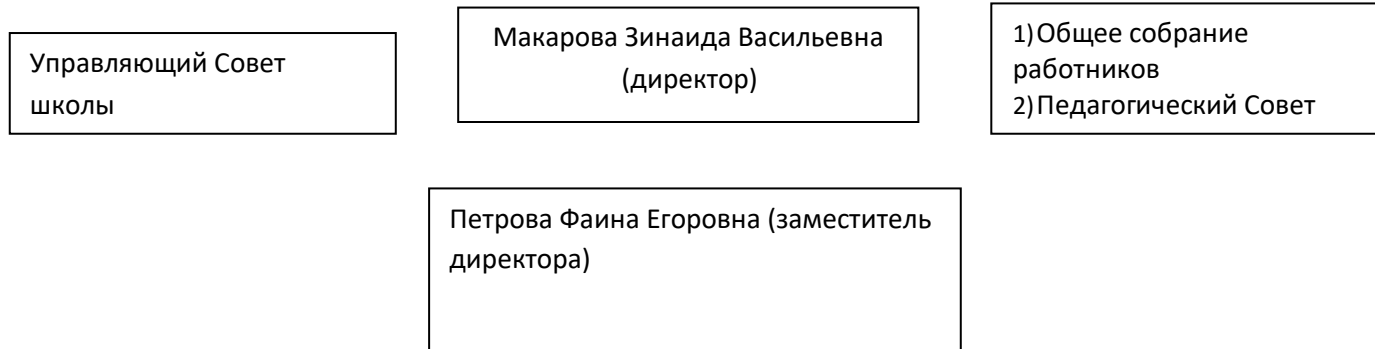 Управляющий Совет
школы
Макарова Зинаида Васильевна
(директор)
1)Общее собрание
работников
2)Педагогический Совет
Петрова Фаина Егоровна (заместитель
директора)